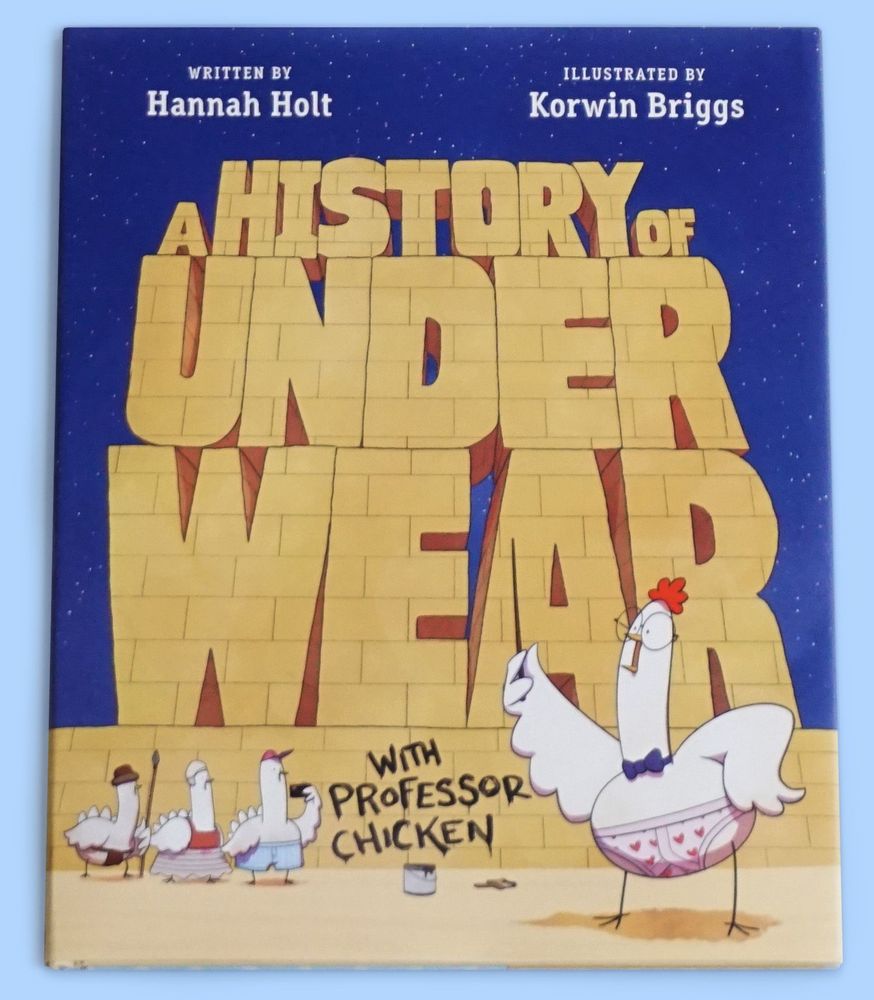 WRITTEN BY
Hannah Holt
ILLUSTRATED BY
Korwin Briggs
A HISTORY OF
UNDER
WEAR
WITH
PROFESSOR
CHICKEN